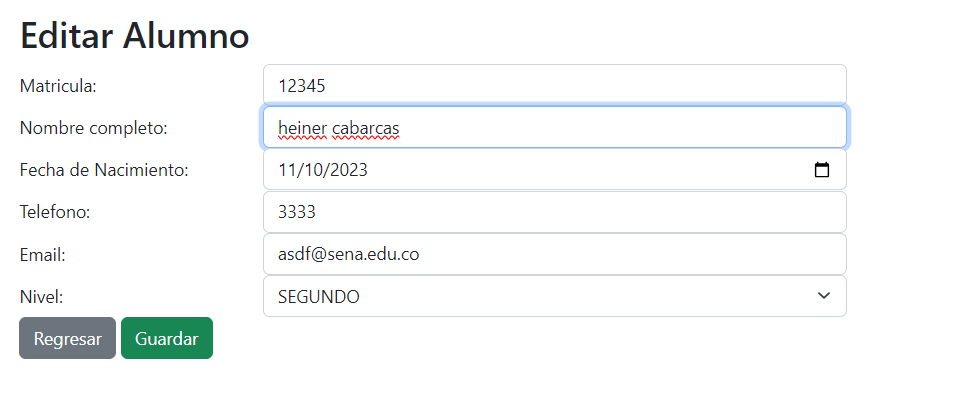 Editar Alumno
Matricula: 12345
Nombre completo: heiner cabarcas
Fecha de Nacimiento: 11/10/2023
Telefono: 3333
Email: asdf@sena.edu.co
Nivel: SEGUNDO
Regresar Guardar